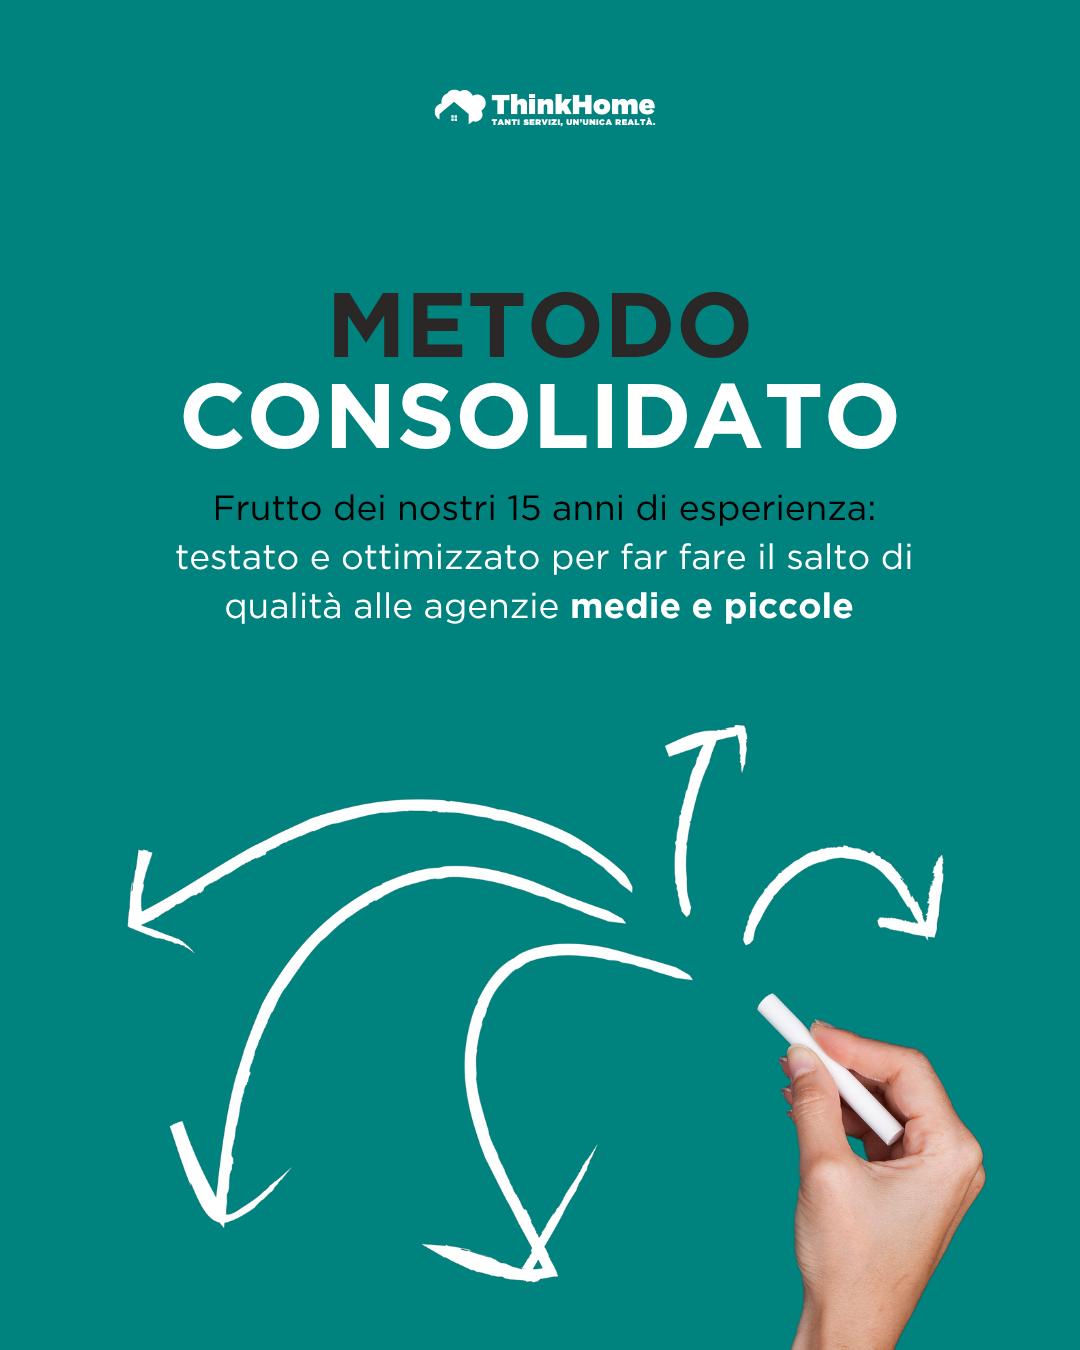 ThinkHome
TANTI SERVIZI, UN'UNICA REALTÀ.
METODO
CONSOLIDATO
Frutto dei nostri 15 anni di esperienza:
testato e ottimizzato per far fare il salto di
qualità alle agenzie medie e piccole